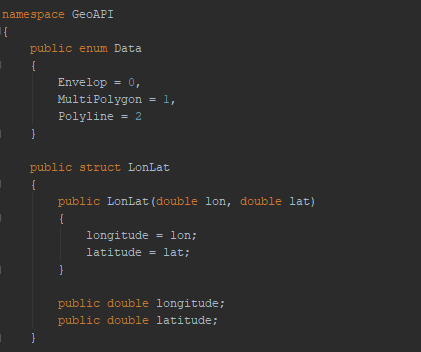 namespace GeoAPI
{
    public enum Data
    {
        Envelop = 0,
        MultiPolygon = 1,
        Polyline = 2
    }
    public struct LonLat
    {
        public LonLat(double lon, double lat)
        {
            longitude = lon;
            latitude = lat;
        }
        public double longitude;
        public double latitude;
    }